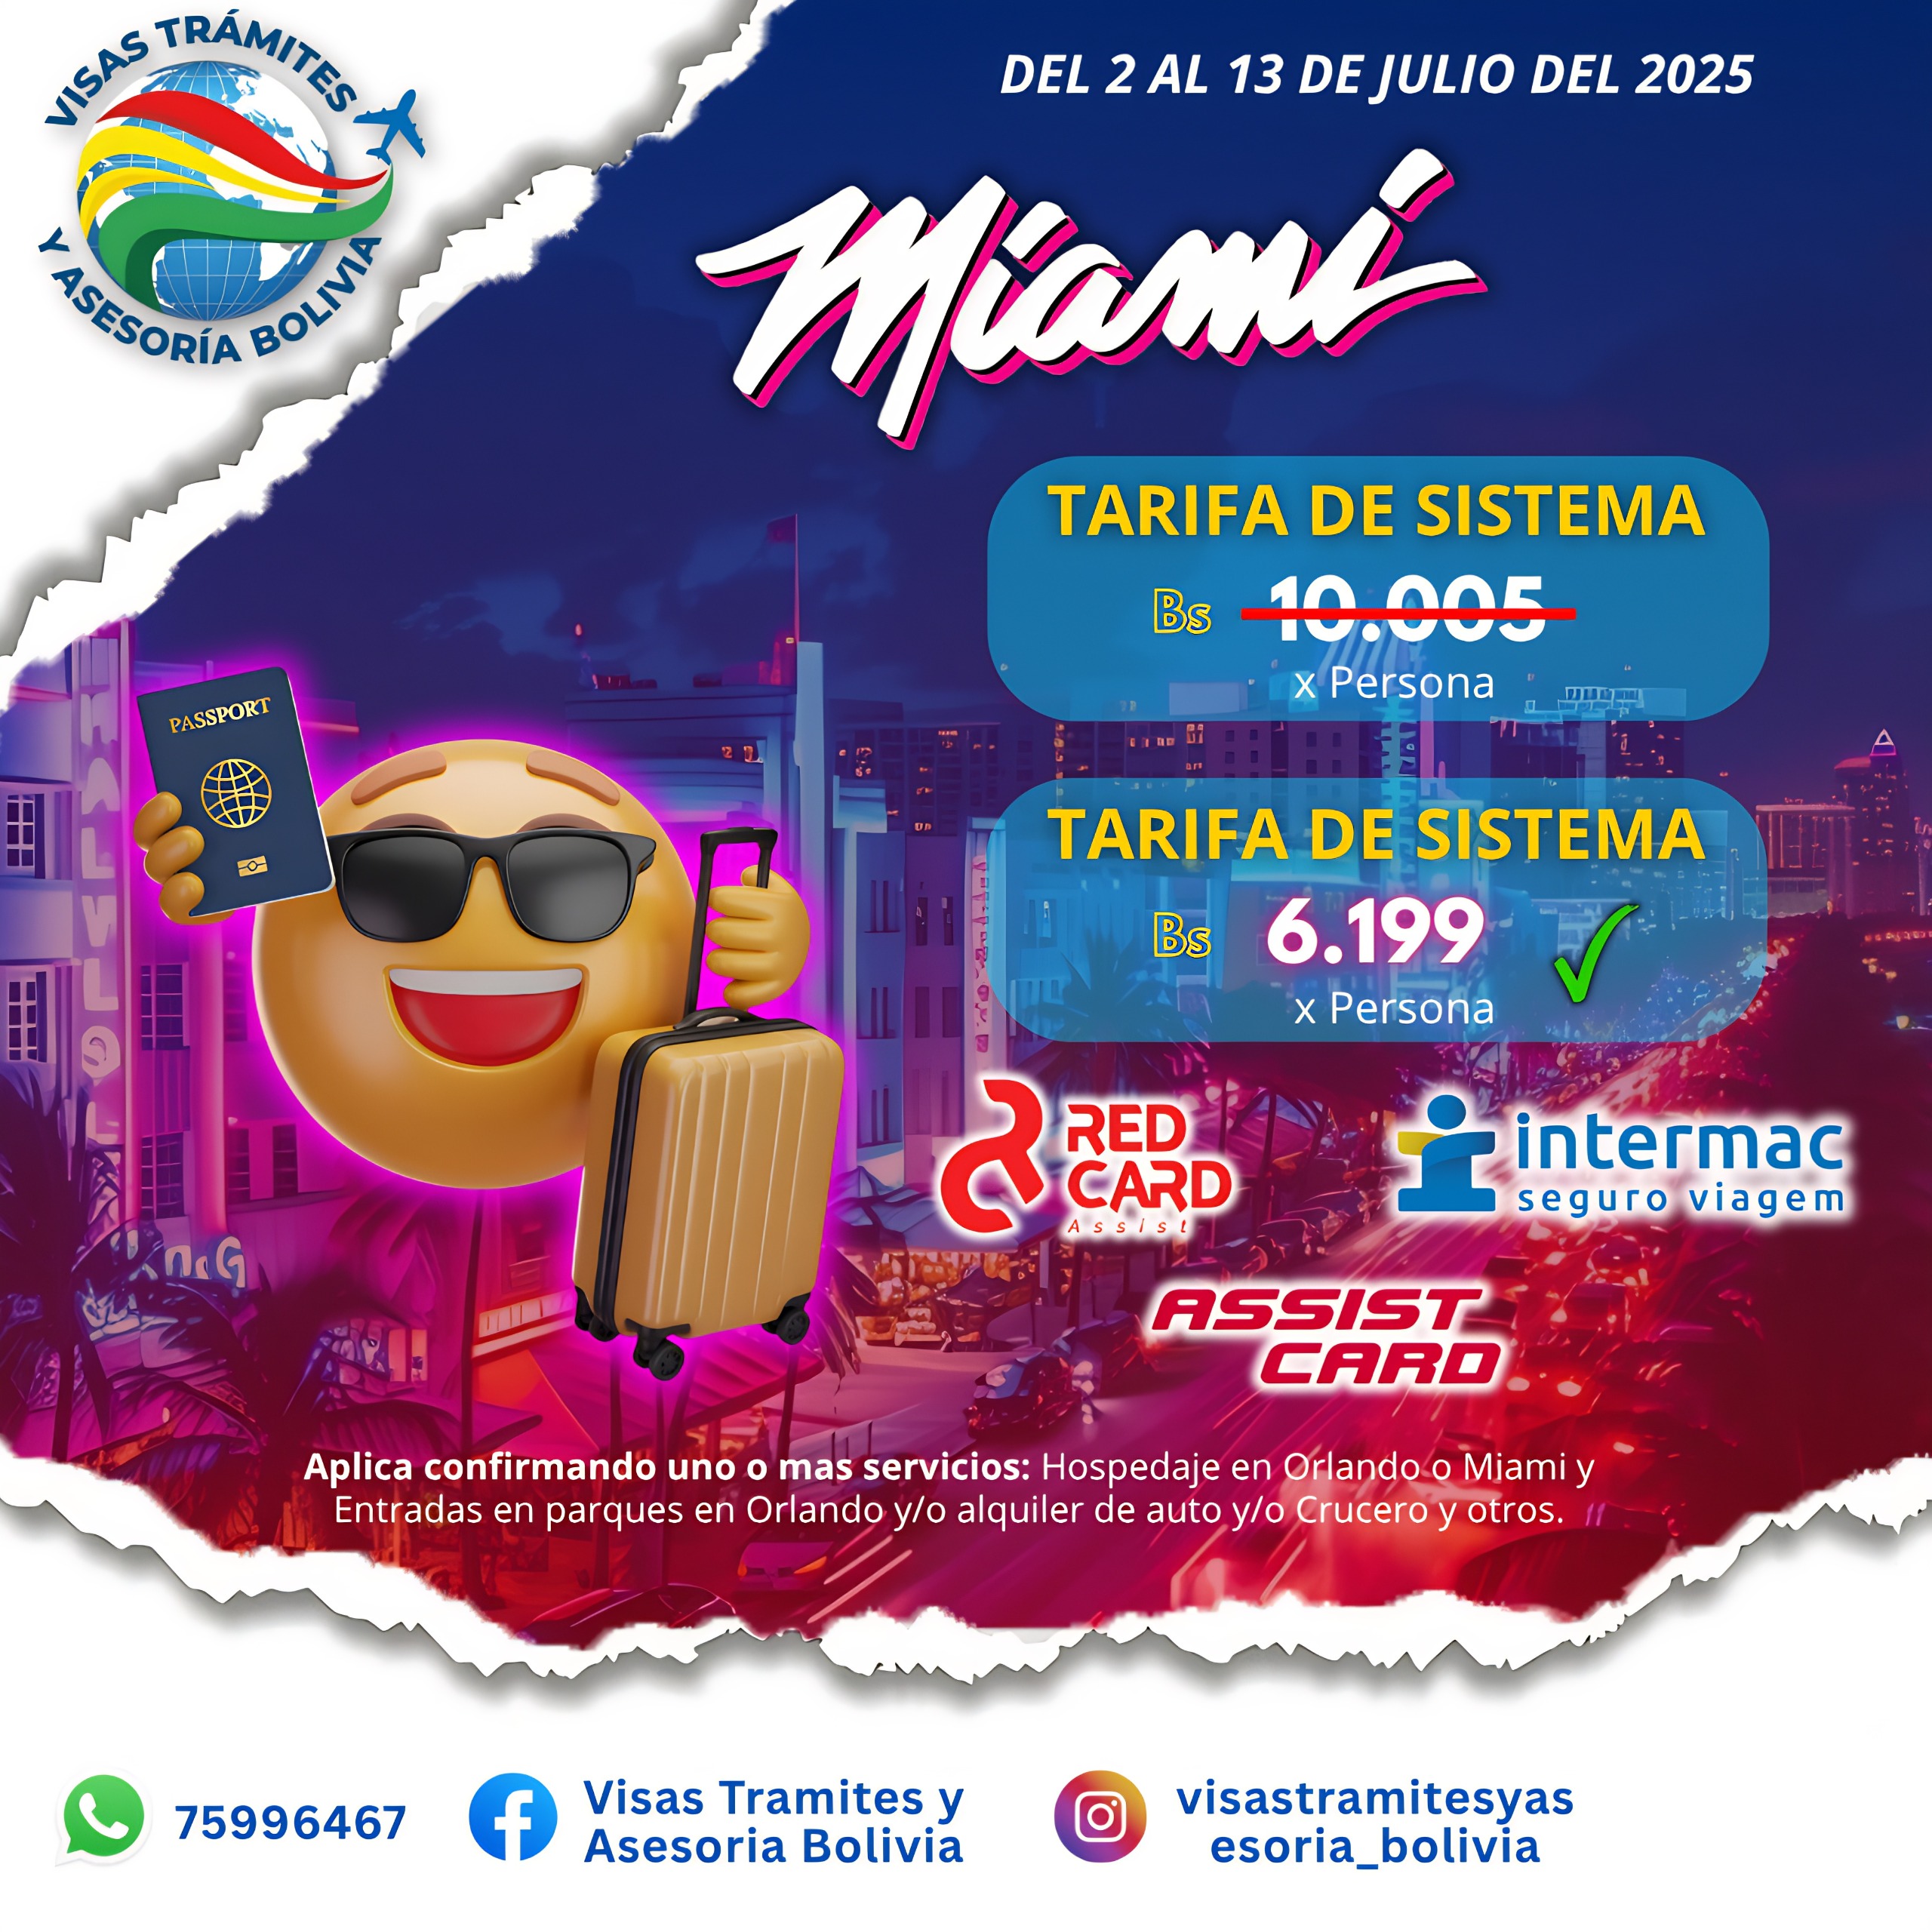 VISAS TRÁMITES
Y ASESORÍA BOLIVIA
DEL 2 AL 13 DE JULIO DEL 2025
Miami
TARIFA DE SISTEMA
Bs 10.005
x Persona
PASSPORT
TARIFA DE SISTEMA
Bs 6.199
x Persona
RED
CARD
Assist
intermac
seguro viagem
ASSIST
CARD
Aplica confirmando uno o mas servicios: Hospedaje en Orlando o Miami y
Entradas en parques en Orlando y/o alquiler de auto y/o Crucero y otros.
75996467
Visas Tramites y
Asesoria Bolivia
visastramitesyas
esoria_bolivia